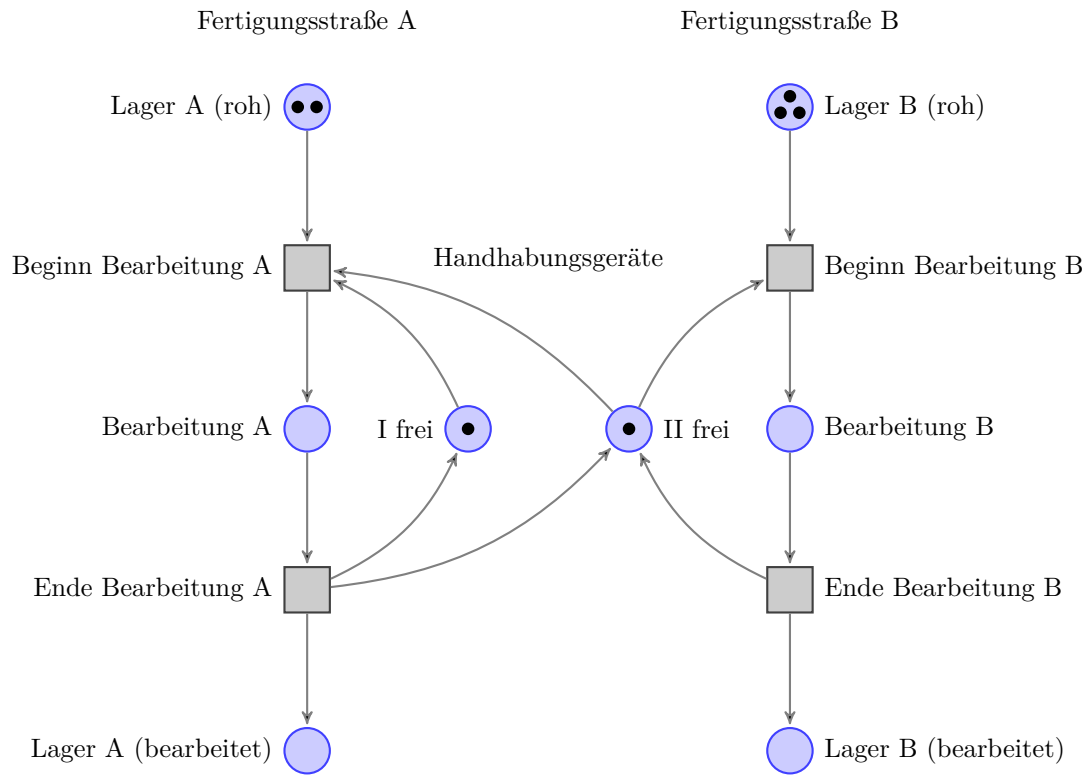 Fertigungsstraße A
Fertigungsstraße B
Lager A (roh)
Lager B (roh)
Handhabungsgeräte
Beginn Bearbeitung A
Beginn Bearbeitung B
Bearbeitung A
I frei
II frei
Bearbeitung B
Ende Bearbeitung A
Ende Bearbeitung B
Lager A (bearbeitet)
Lager B (bearbeitet)